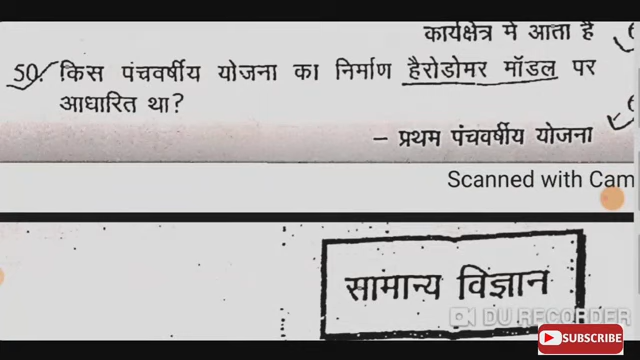 कार्यक्षेत्र मे आता है
50. किस पंचवर्षीय योजना का निर्माण हैरोडोमर मॉडल पर
आधारित था?
– प्रथम पंचवर्षीय योजना
Scanned with Cam
सामान्य विज्ञान
DU RECORDER
SUBSCRIBE